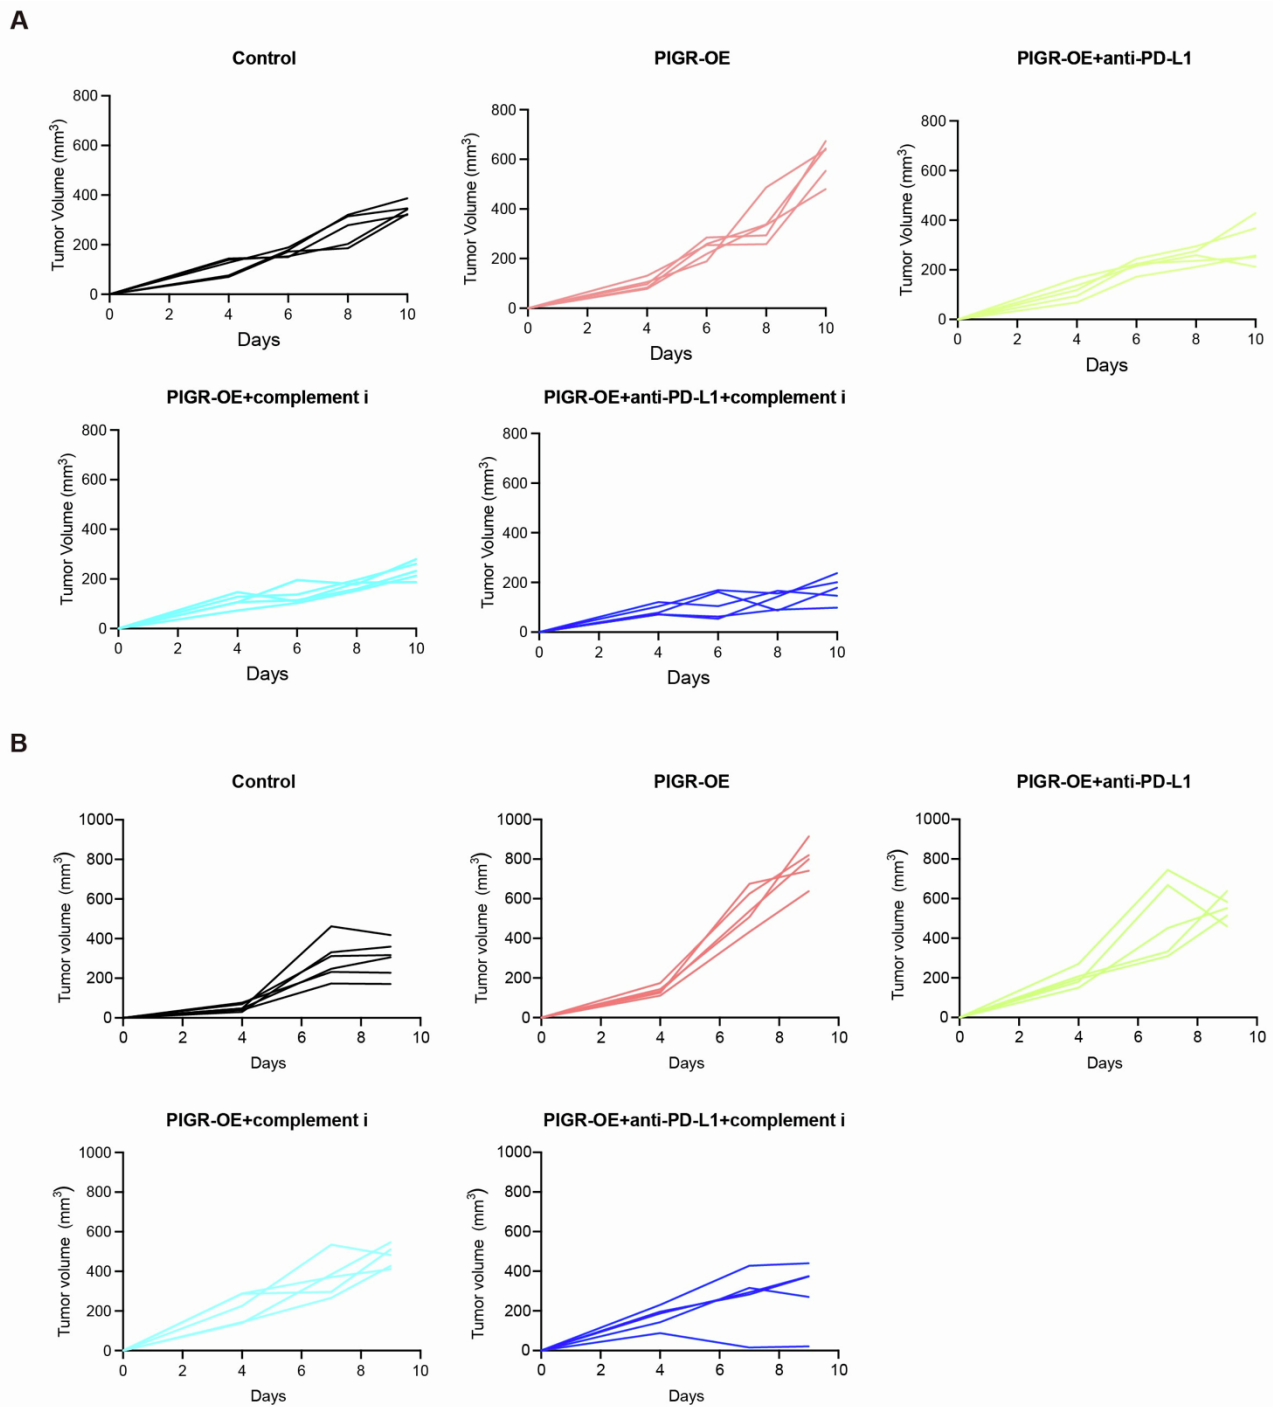 A
Control
PIGR-OE
PIGR-OE+anti-PD-L1
Tumor Volume (mm³)
800
600
400
200
0
0 2 4 6 8 10
Days
Tumor Volume (mm³)
800
600
400
200
0
0 2 4 6 8 10
Days
Tumor Volume (mm³)
800
600
400
200
0
0 2 4 6 8 10
Days
PIGR-OE+complement i
PIGR-OE+anti-PD-L1+complement i
Tumor Volume (mm³)
800
600
400
200
0
0 2 4 6 8 10
Days
Tumor Volume (mm³)
800
600
400
200
0
0 2 4 6 8 10
Days
B
Control
PIGR-OE
PIGR-OE+anti-PD-L1
Tumor volume (mm³)
1000
800
600
400
200
0
0 2 4 6 8 10
Days
Tumor volume (mm³)
1000
800
600
400
200
0
0 2 4 6 8 10
Days
Tumor volume (mm³)
1000
800
600
400
200
0
0 2 4 6 8 10
Days
PIGR-OE+complement i
PIGR-OE+anti-PD-L1+complement i
Tumor volume (mm³)
1000
800
600
400
200
0
0 2 4 6 8 10
Days
Tumor volume (mm³)
1000
800
600
400
200
0
0 2 4 6 8 10
Days